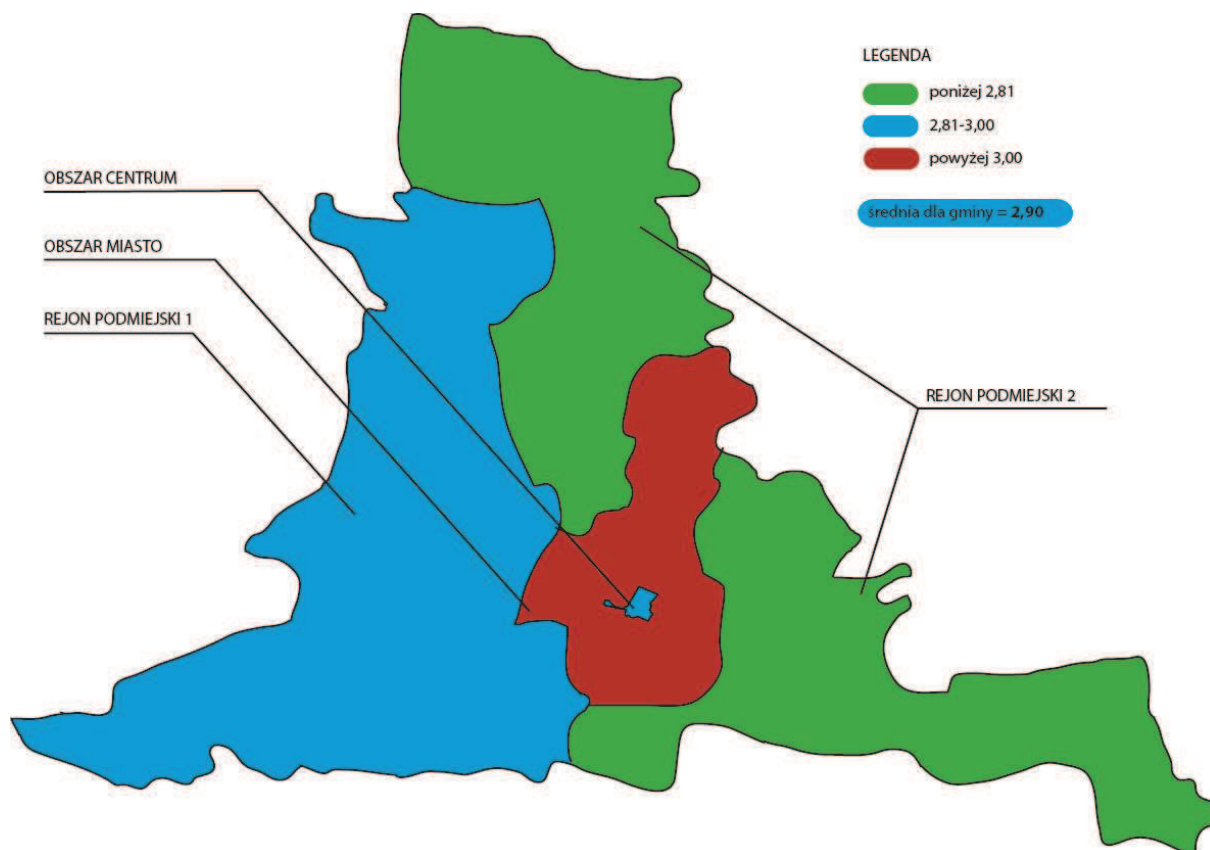 LEGENDA
poniżej 2,81
2,81-3,00
powyżej 3,00
średnia dla gminy = 2,90
OBSZAR CENTRUM
OBSZAR MIASTO
REJON PODMIEJSKI 1
REJON PODMIEJSKI 2